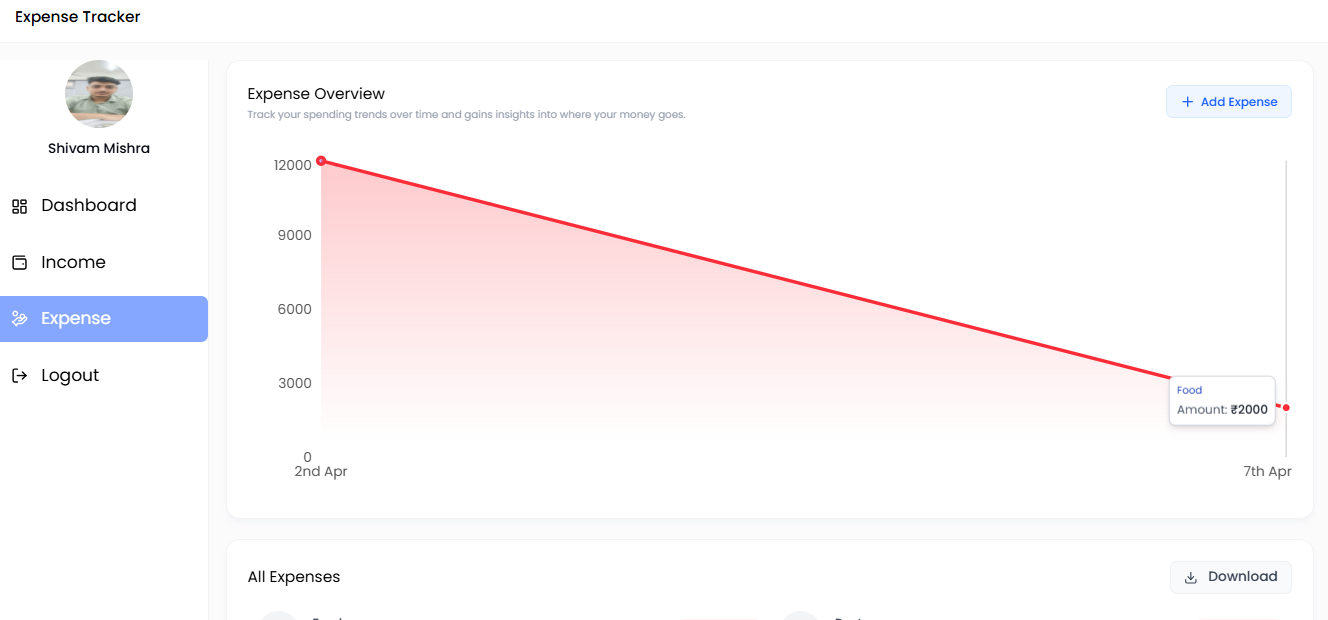 Expense Tracker
Shivam Mishra
Dashboard
Income
Expense
Logout
Expense Overview
Track your spending trends over time and gains insights into where your money goes.
Add Expense
12000
9000
6000
3000
0
2nd Apr
7th Apr
Food
Amount: ₹2000
All Expenses
Download